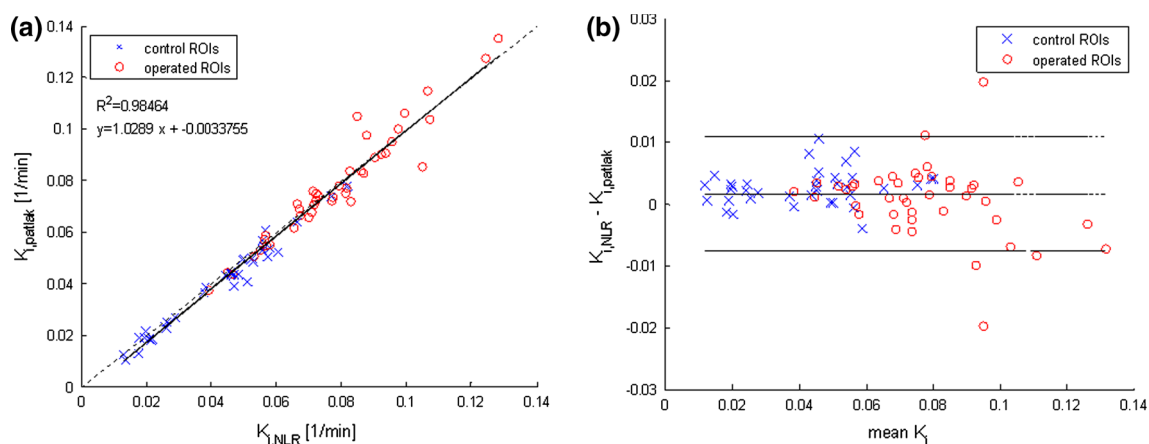 (a)
0.14
0.12
0.1
0.08
0.06
0.04
0.02
0
K_i,patlak [1/min]
control ROIs
operated ROIs
R²=0.98464
y=1.0289 x + -0.0033755
0 0.02 0.04 0.06 0.08 0.1 0.12 0.14
K_i,NLR [1/min]
(b)
0.03
0.02
0.01
0
-0.01
-0.02
-0.03
K_i,NLR - K_i,patlak
control ROIs
operated ROIs
0 0.02 0.04 0.06 0.08 0.1 0.12 0.14
mean K_i